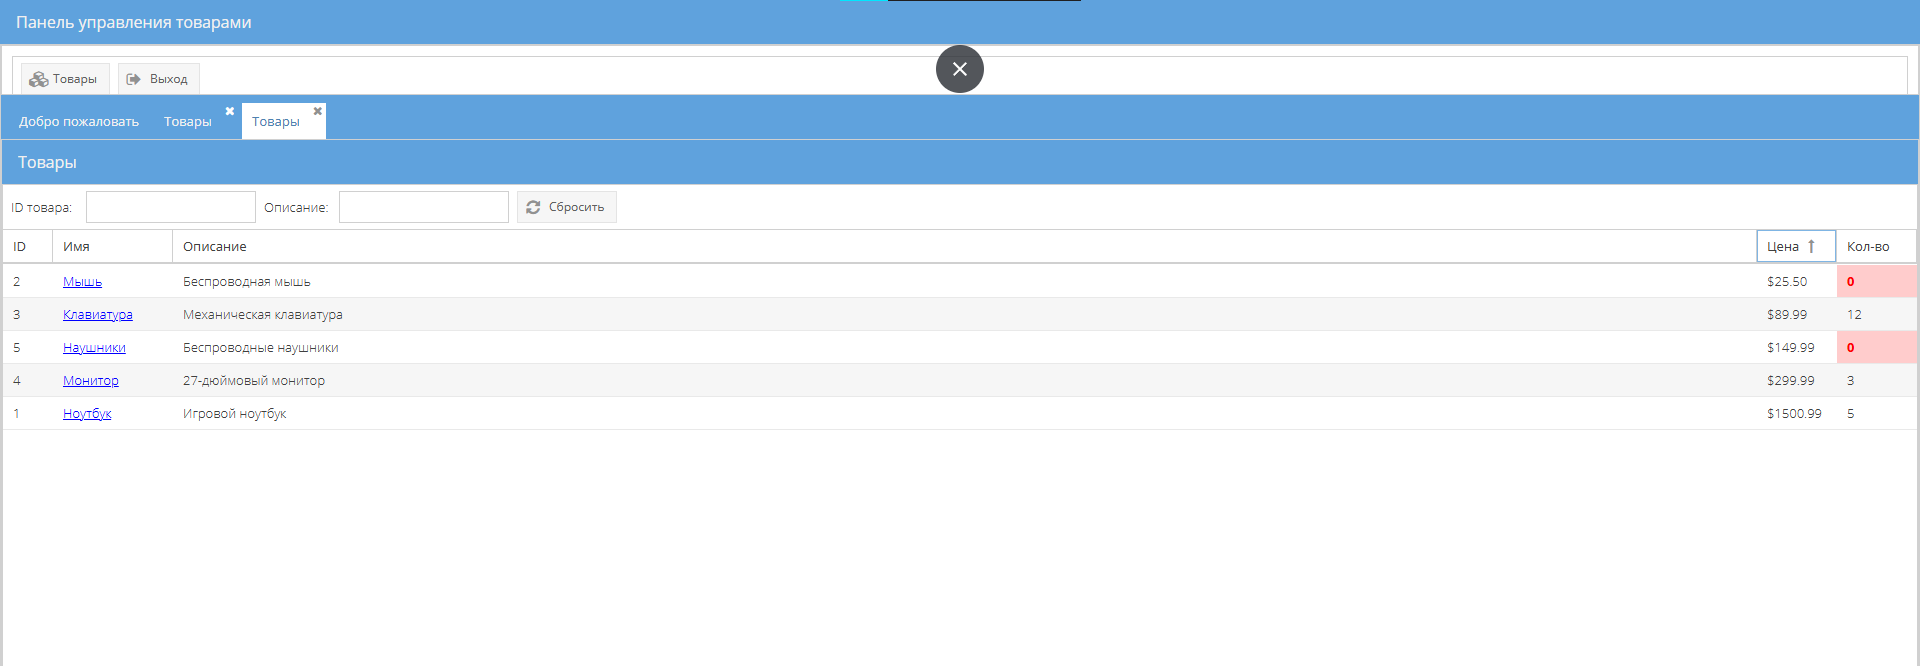 Панель управления товарами
Товары Выход
Добро пожаловать Товары Товары
Товары
ID товара: Описание: Сбросить
ID Имя Описание Цена Кол-во
2 Мышь Беспроводная мышь $25.50 0
3 Клавиатура Механическая клавиатура $89.99 12
5 Наушники Беспроводные наушники $149.99 0
4 Монитор 27-дюймовый монитор $299.99 3
1 Ноутбук Игровой ноутбук $1500.99 5